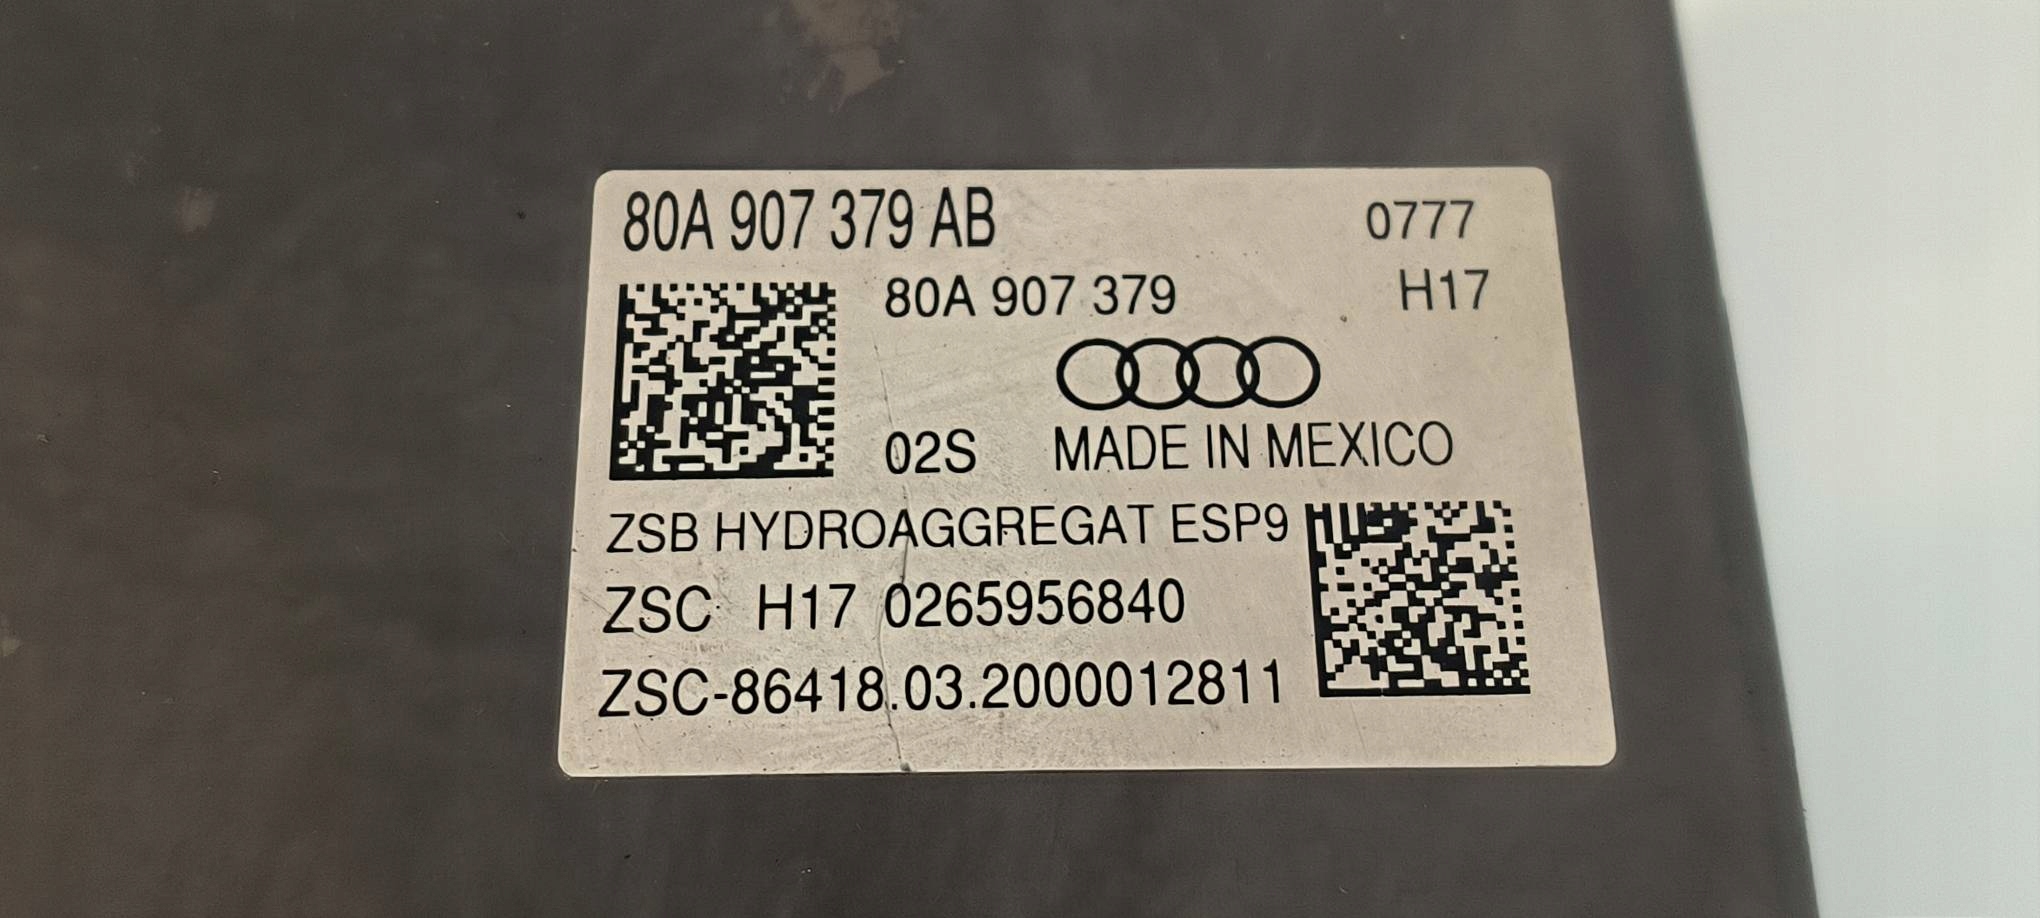 80A 907 379 AB 0777
80A 907 379 H17
02S MADE IN MEXICO
ZSB HYDROAGGREGAT ESP9
ZSC H17 0265956840
ZSC-86418.03.2000012811